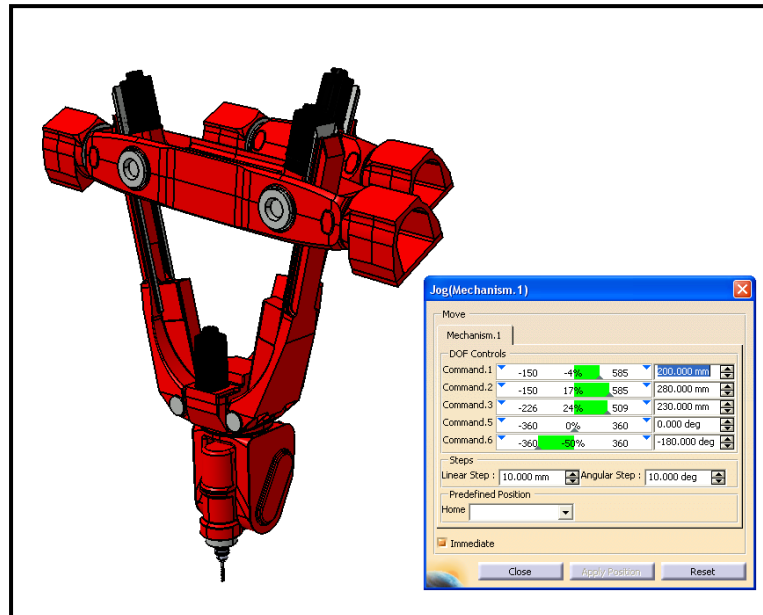 Jog(Mechanism.1)
Move
Mechanism.1
DOF Controls
Command.1 -150 -4% 585 200.000 mm
Command.2 -150 17% 585 280.000 mm
Command.3 -226 24% 509 230.000 mm
Command.5 -360 0% 360 0.000 deg
Command.6 -360 -50% 360 -180.000 deg
Steps
Linear Step : 10.000 mm Angular Step : 10.000 deg
Predefined Position
Home
Immediate
Close Apply Position Reset